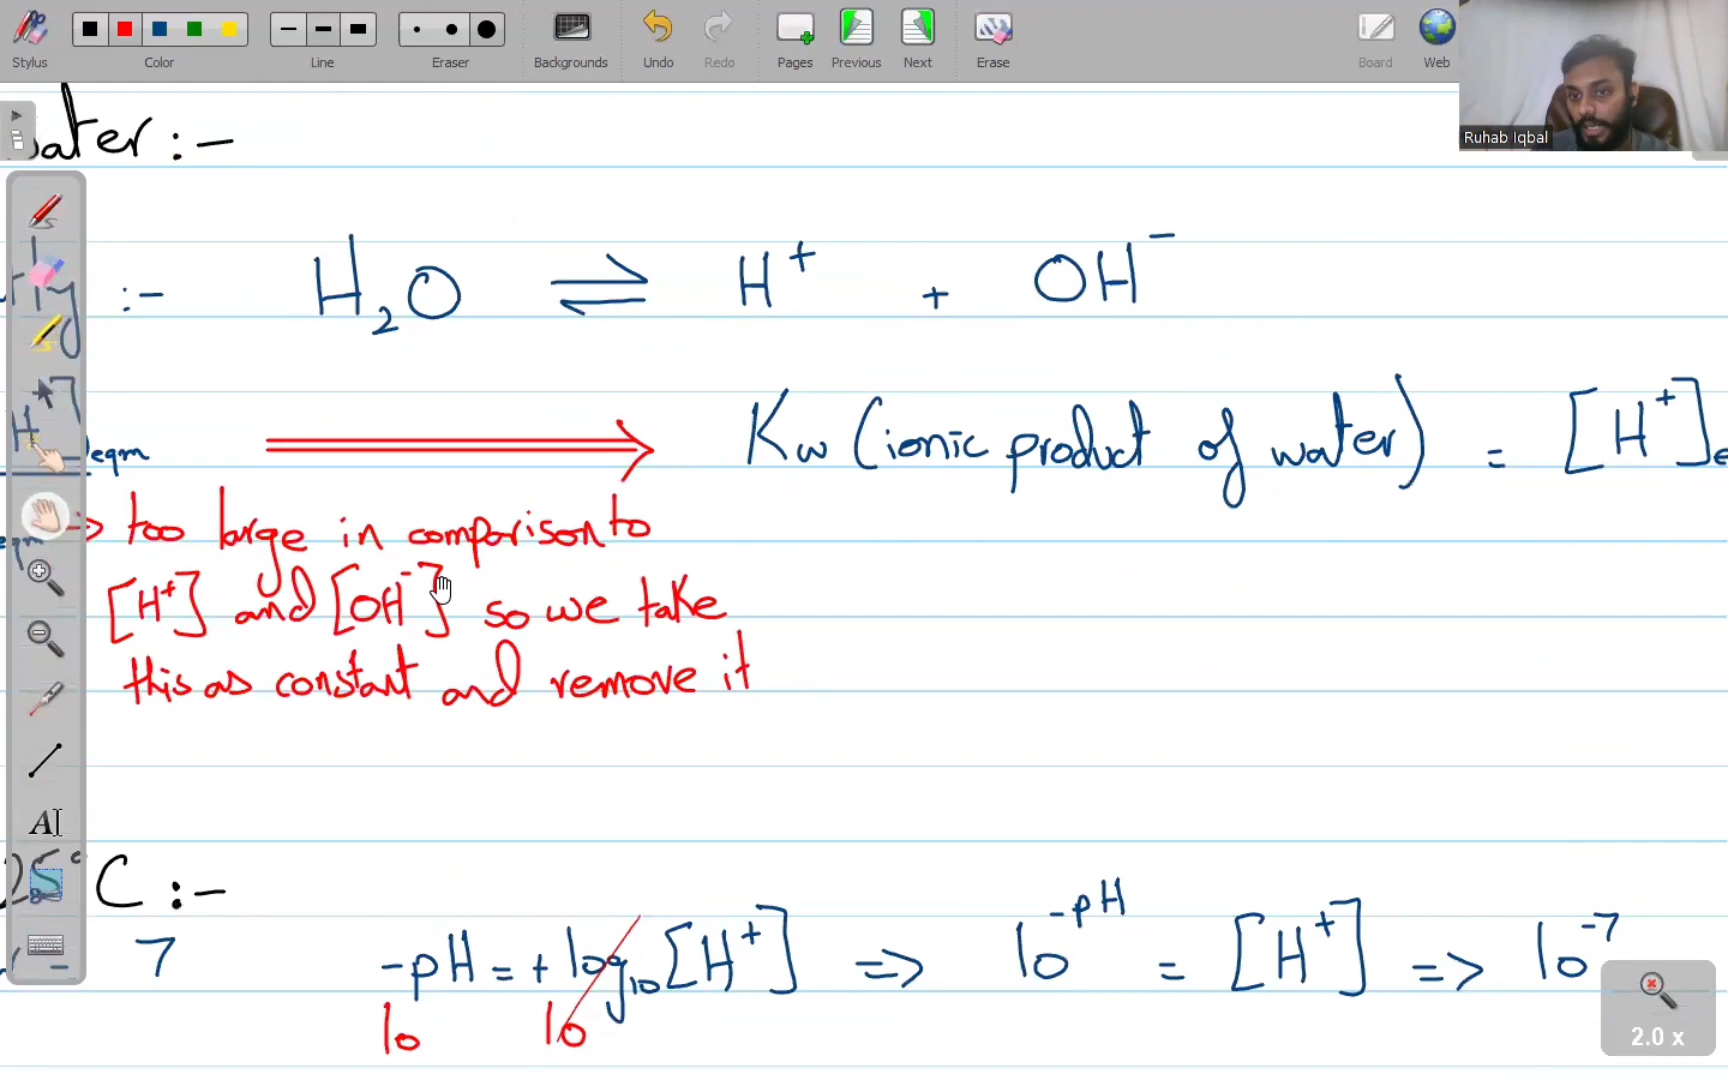 Stylus
Color
Line
Eraser
Backgrounds
Undo
Redo
Pages
Previous
Next
Erase
Board
Web
Ruhab Iqbal
ater :-
:- H₂O ⇌ H⁺ + OH⁻
eqm ⟹ Kw (ionic product of water) = [H⁺]
→ too large in comparison to
[H⁺] and [OH⁻] so we take
this as constant and remove it
25°C :-
7 -pH = + log₁₀ [H⁺] => 10^-pH = [H⁺] => 10^-7
10 10
2.0 x